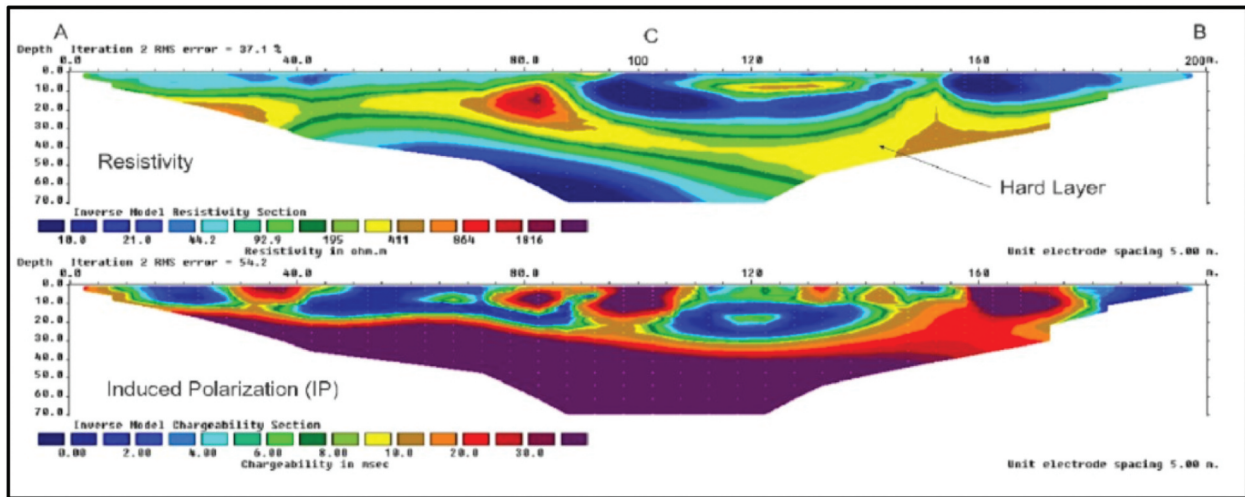 A C B
Depth Iteration 2 RMS error = 37.1 %
0.0 40.0 80.0 100 120 160 200 m.
0.0
10.0
20.0
30.0
40.0
50.0
60.0
70.0
Resistivity
Hard Layer
Inverse Model Resistivity Section
10.0 21.0 44.2 92.9 195 411 864 1816
Resistivity in ohm.m
Unit electrode spacing 5.00 m.
Depth Iteration 2 RMS error = 54.2
0.0 40.0 80.0 120 160 m.
0.0
10.0
20.0
30.0
40.0
50.0
60.0
70.0
Induced Polarization (IP)
Inverse Model Chargeability Section
0.00 2.00 4.00 6.00 8.00 10.0 20.0 30.0
Chargeability in msec
Unit electrode spacing 5.00 m.